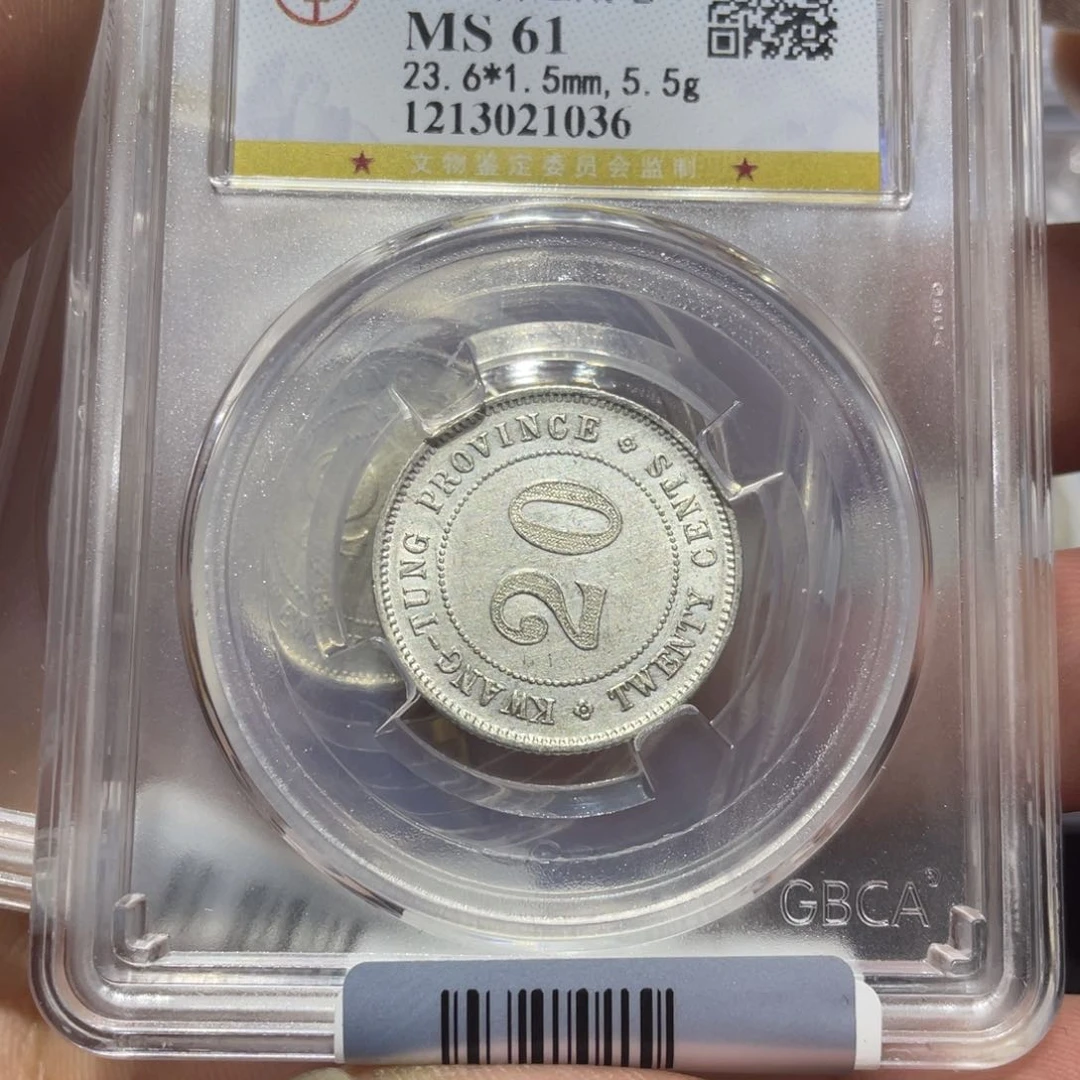 MS 61
23.6*1.5mm,5.5g
1213021036
★ 文物鉴定委员会监制 ★
KWANG-TUNG PROVINCE
TWENTY CENTS
20
GBCA